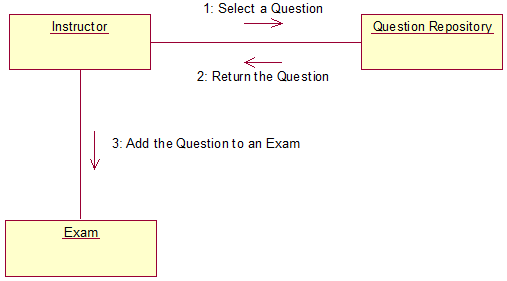 1: Select a Question
Instructor
Question Repository
2: Return the Question
3: Add the Question to an Exam
Exam